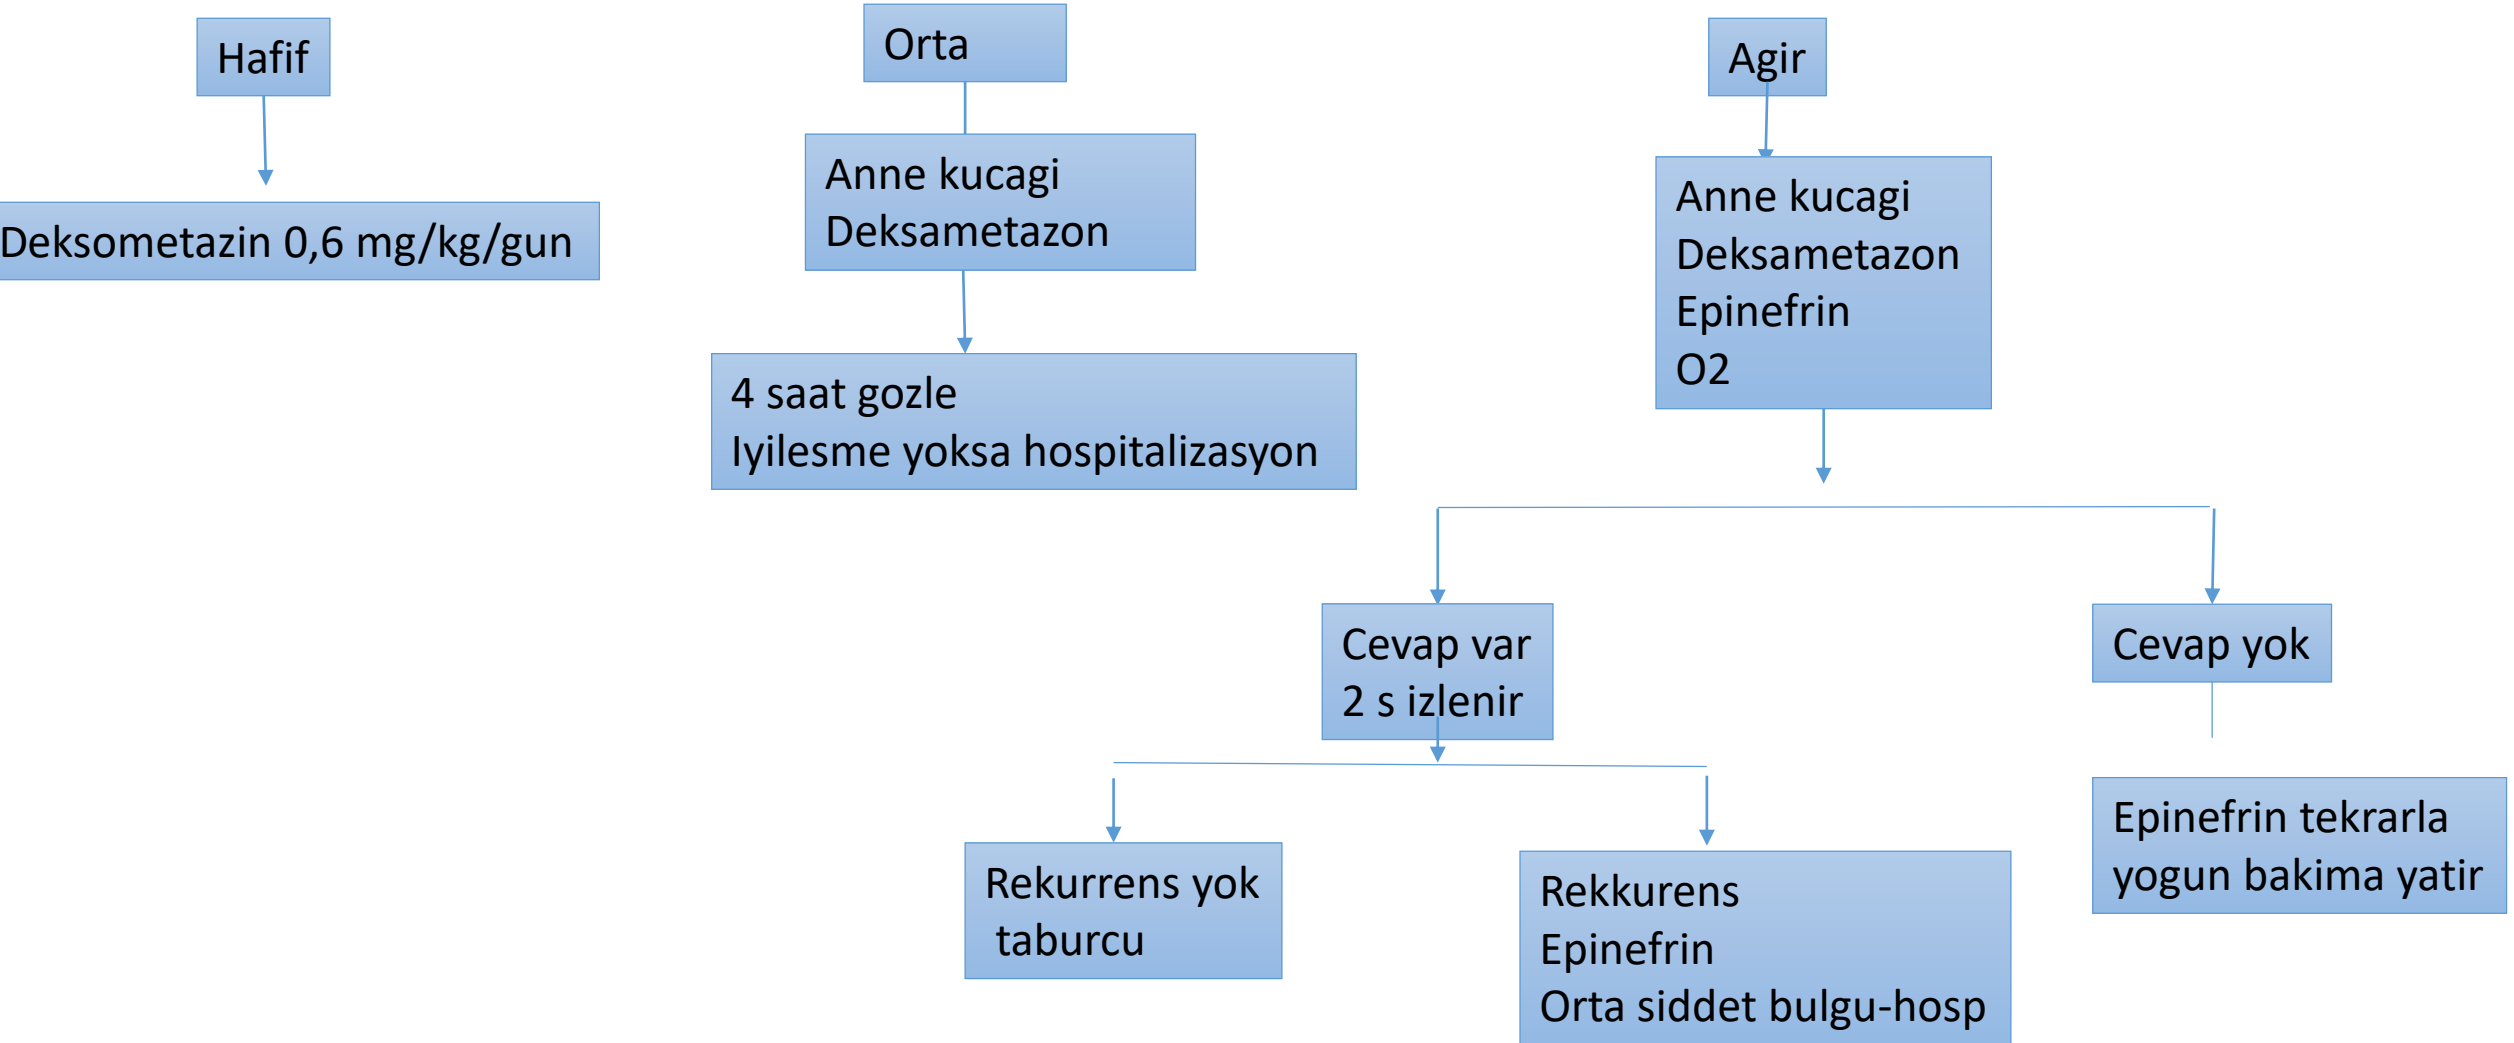 Hafif
Deksometazin 0,6 mg/kg/gun
Orta
Anne kucagi
Deksametazon
4 saat gozle
Iyilesme yoksa hospitalizasyon
Agir
Anne kucagi
Deksametazon
Epinefrin
O2
Cevap var
2 s izlenir
Rekurrens yok
taburcu
Rekkurens
Epinefrin
Orta siddet bulgu-hosp
Cevap yok
Epinefrin tekrarla
yogun bakima yatir